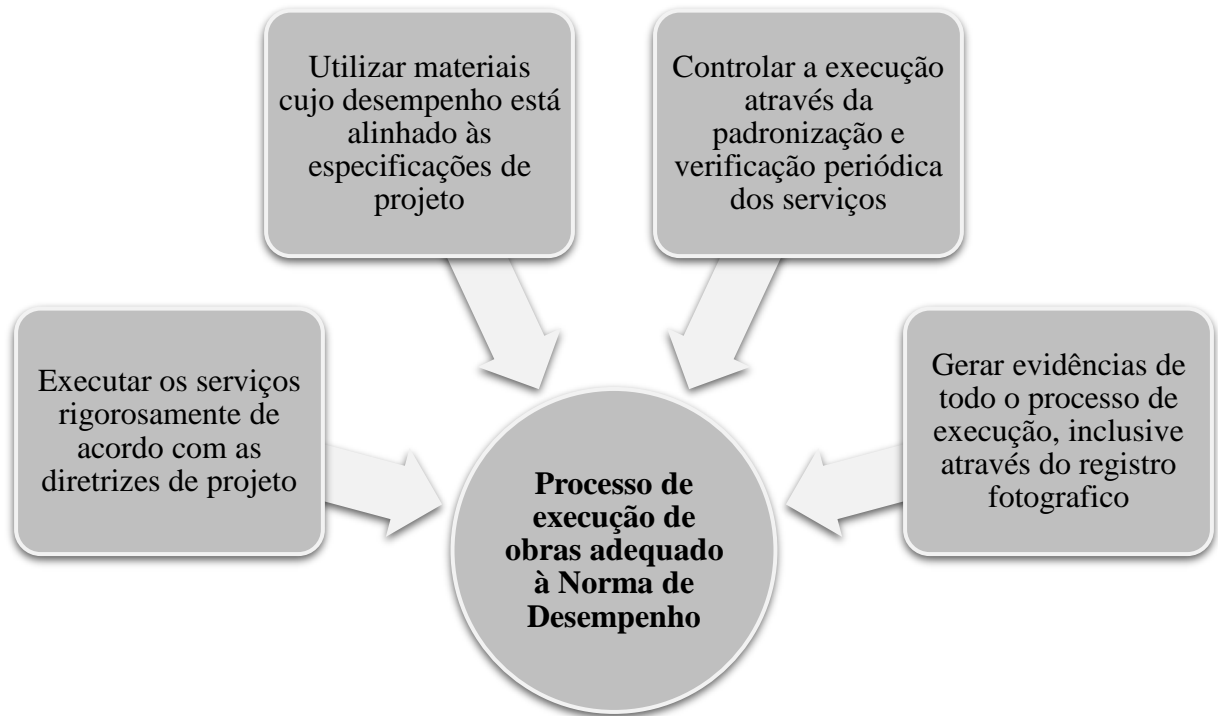 Utilizar materiais
cujo desempenho está
alinhado às
especificações de
projeto
Controlar a execução
através da
padronização e
verificação periódica
dos serviços
Executar os serviços
rigorosamente de
acordo com as
diretrizes de projeto
Gerar evidências de
todo o processo de
execução, inclusive
através do registro
fotografico
Processo de
execução de
obras adequado
à Norma de
Desempenho